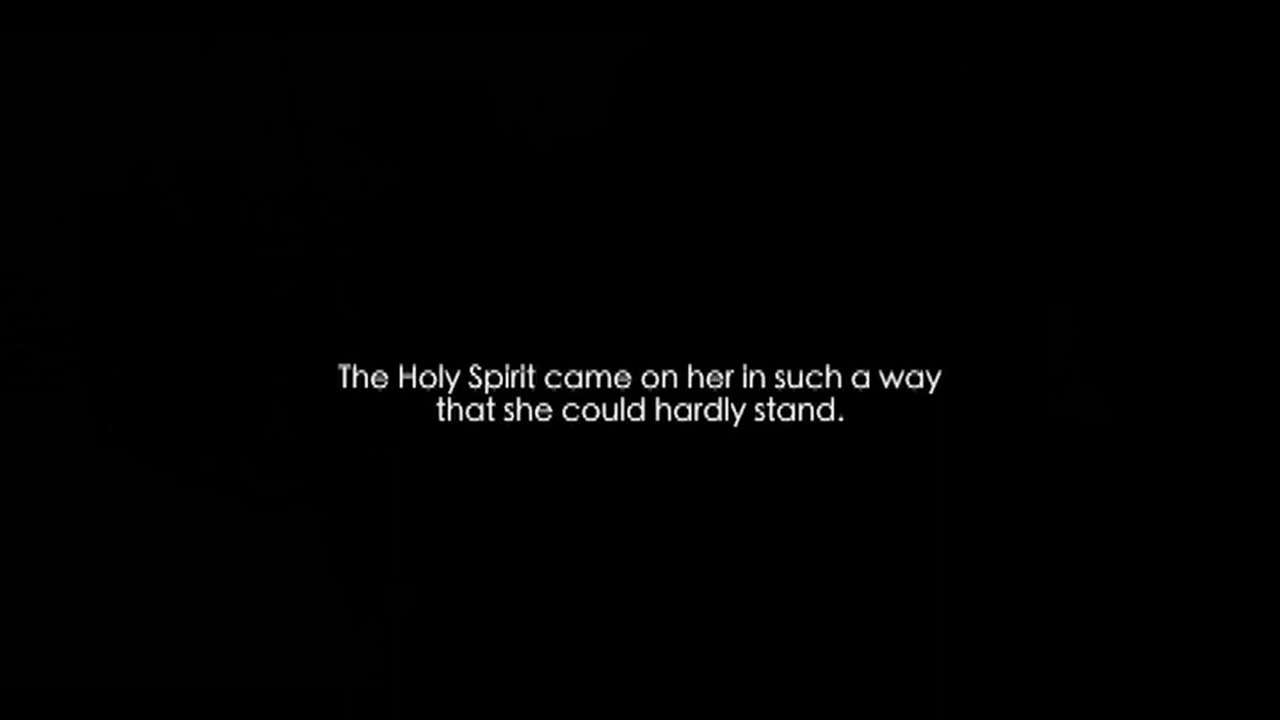 The Holy Spirit came on her in such a way
that she could hardly stand.